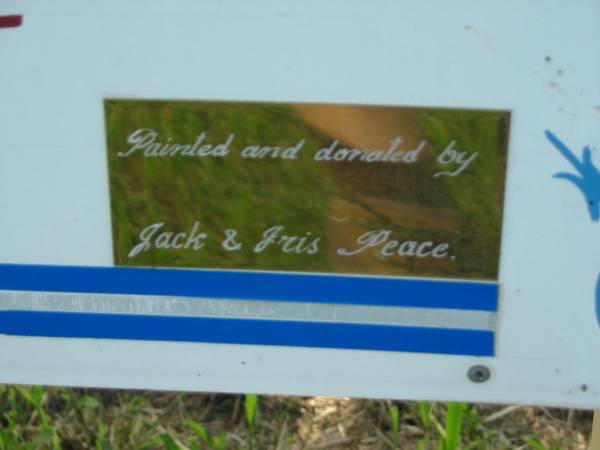 Painted and donated by
Jack & Iris Peace.